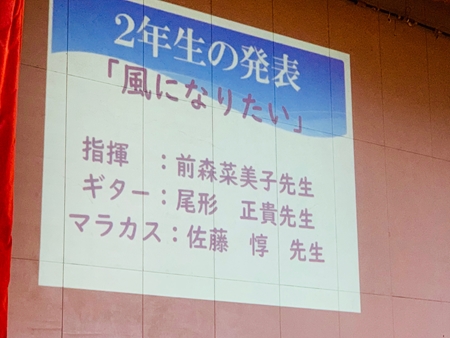 2年生の発表
「風になりたい」
指揮 ：前森菜美子先生
ギター：尾形 正貴先生
マラカス：佐藤 惇 先生